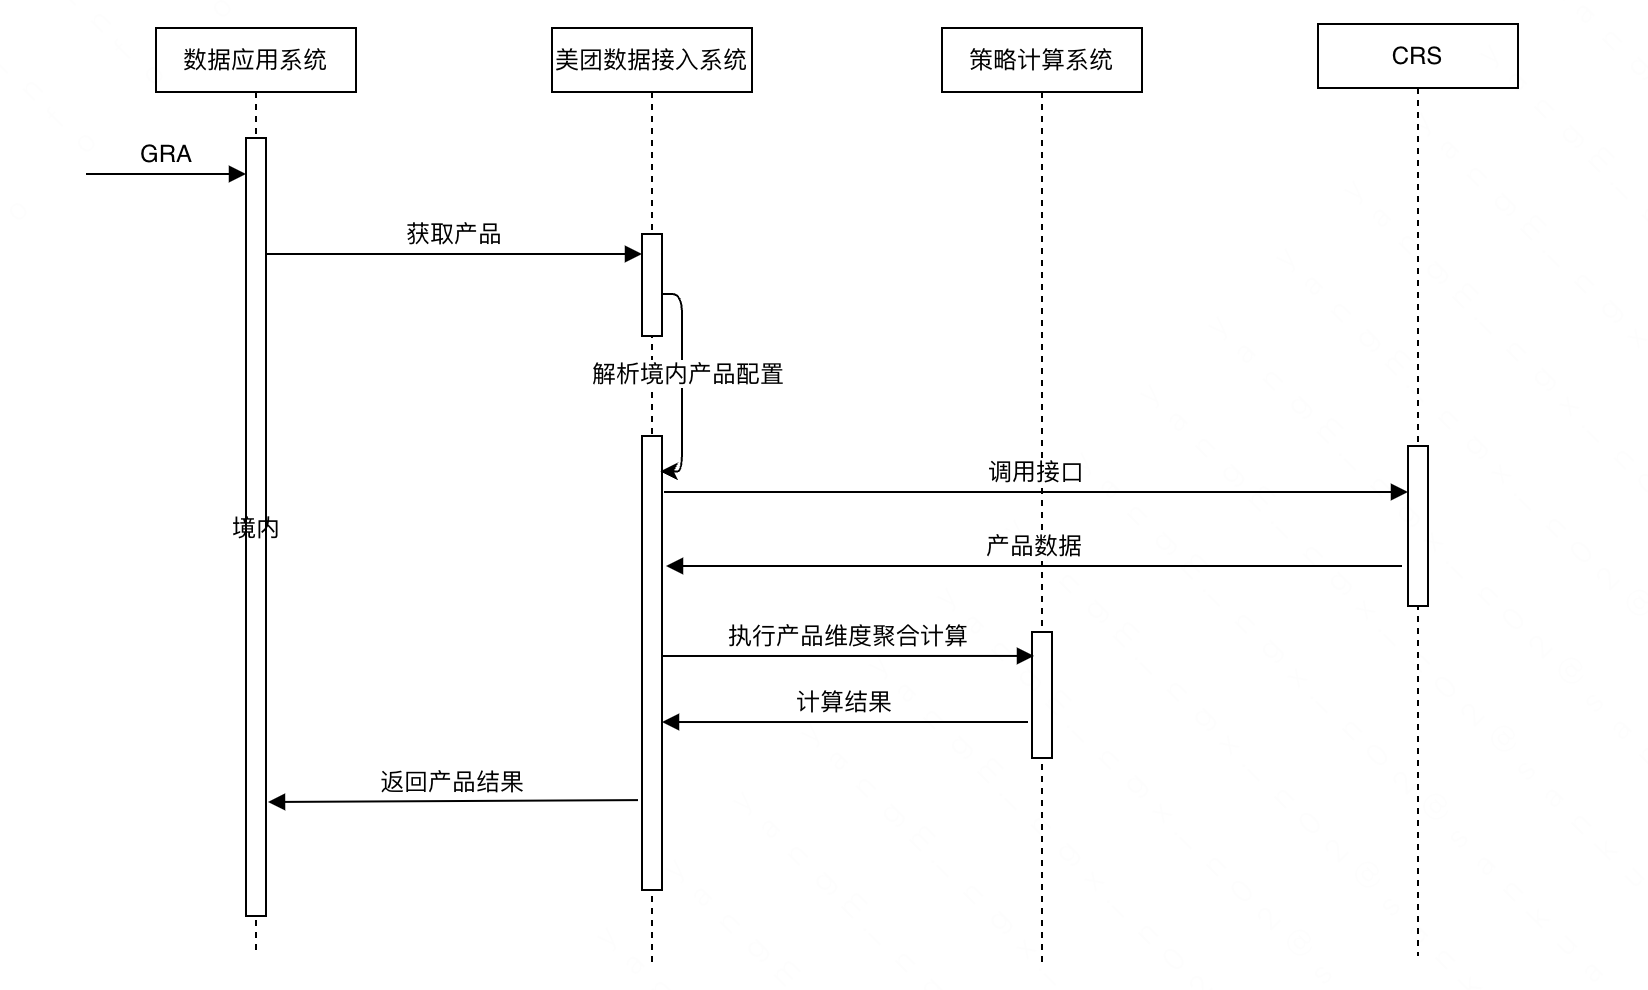 数据应用系统
美团数据接入系统
策略计算系统
CRS
GRA
获取产品
解析境内产品配置
调用接口
境内
产品数据
执行产品维度聚合计算
计算结果
返回产品结果